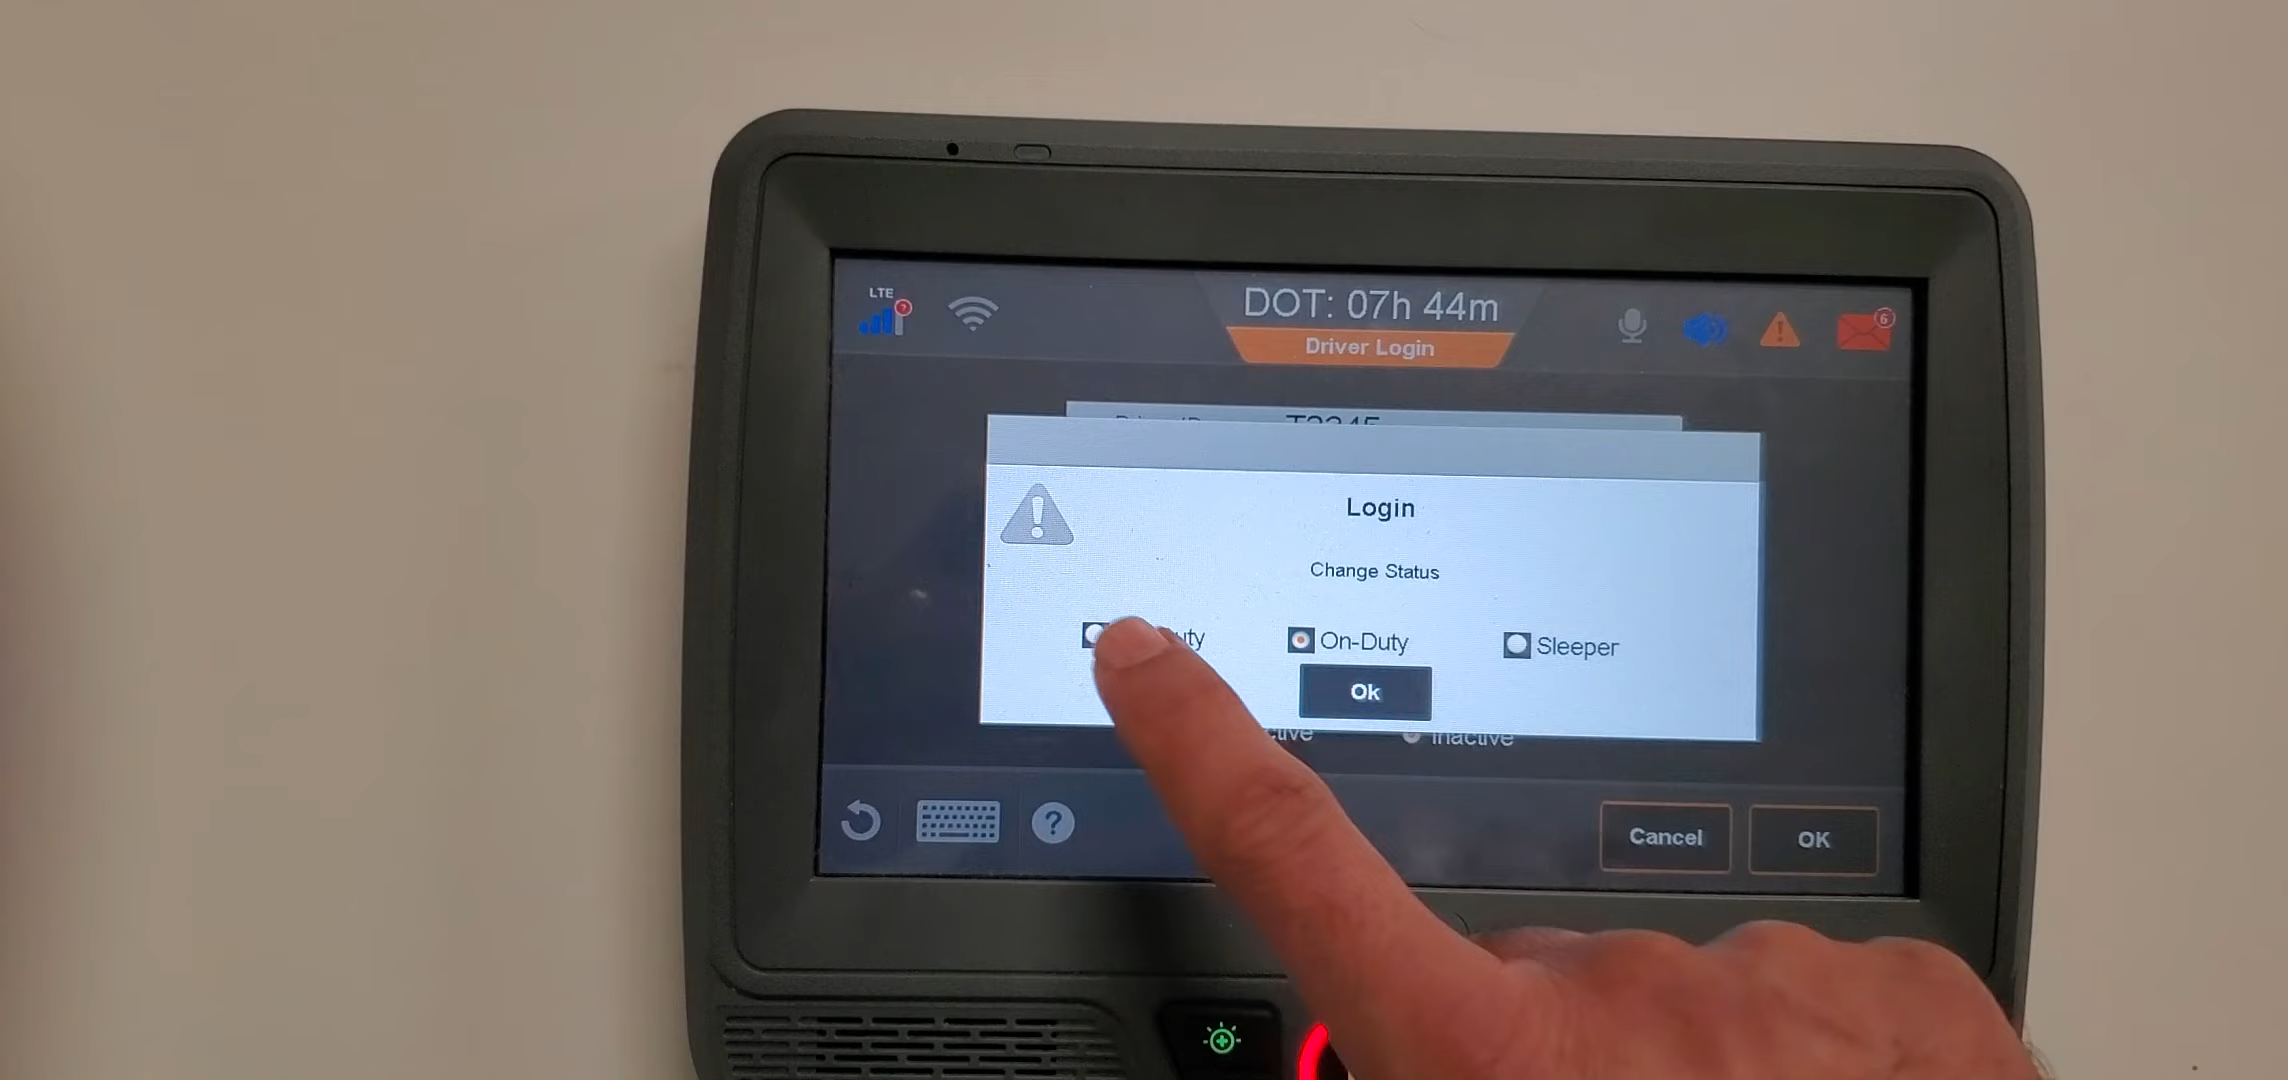 LTE
DOT: 07h 44m
6
Driver Login
Login
Change Status
On-Duty
Sleeper
Ok
Inactive
?
Cancel
OK